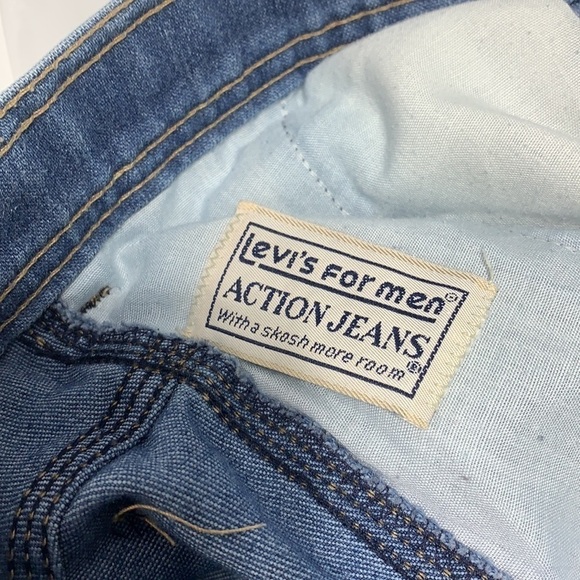 Levi's For men®
ACTION JEANS
With a skosh more room®